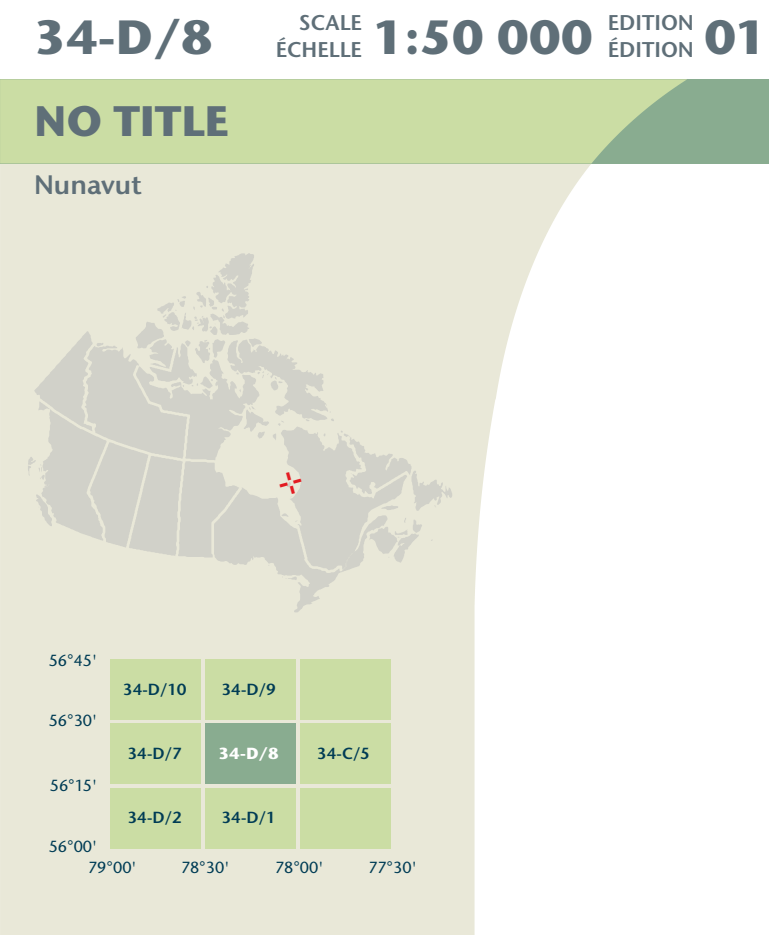 34-D/8
SCALE
ÉCHELLE
1:50 000
EDITION
ÉDITION
01
NO TITLE
Nunavut
56°45'
34-D/10 34-D/9
56°30'
34-D/7 34-D/8 34-C/5
56°15'
34-D/2 34-D/1
56°00'
79°00' 78°30' 78°00' 77°30'